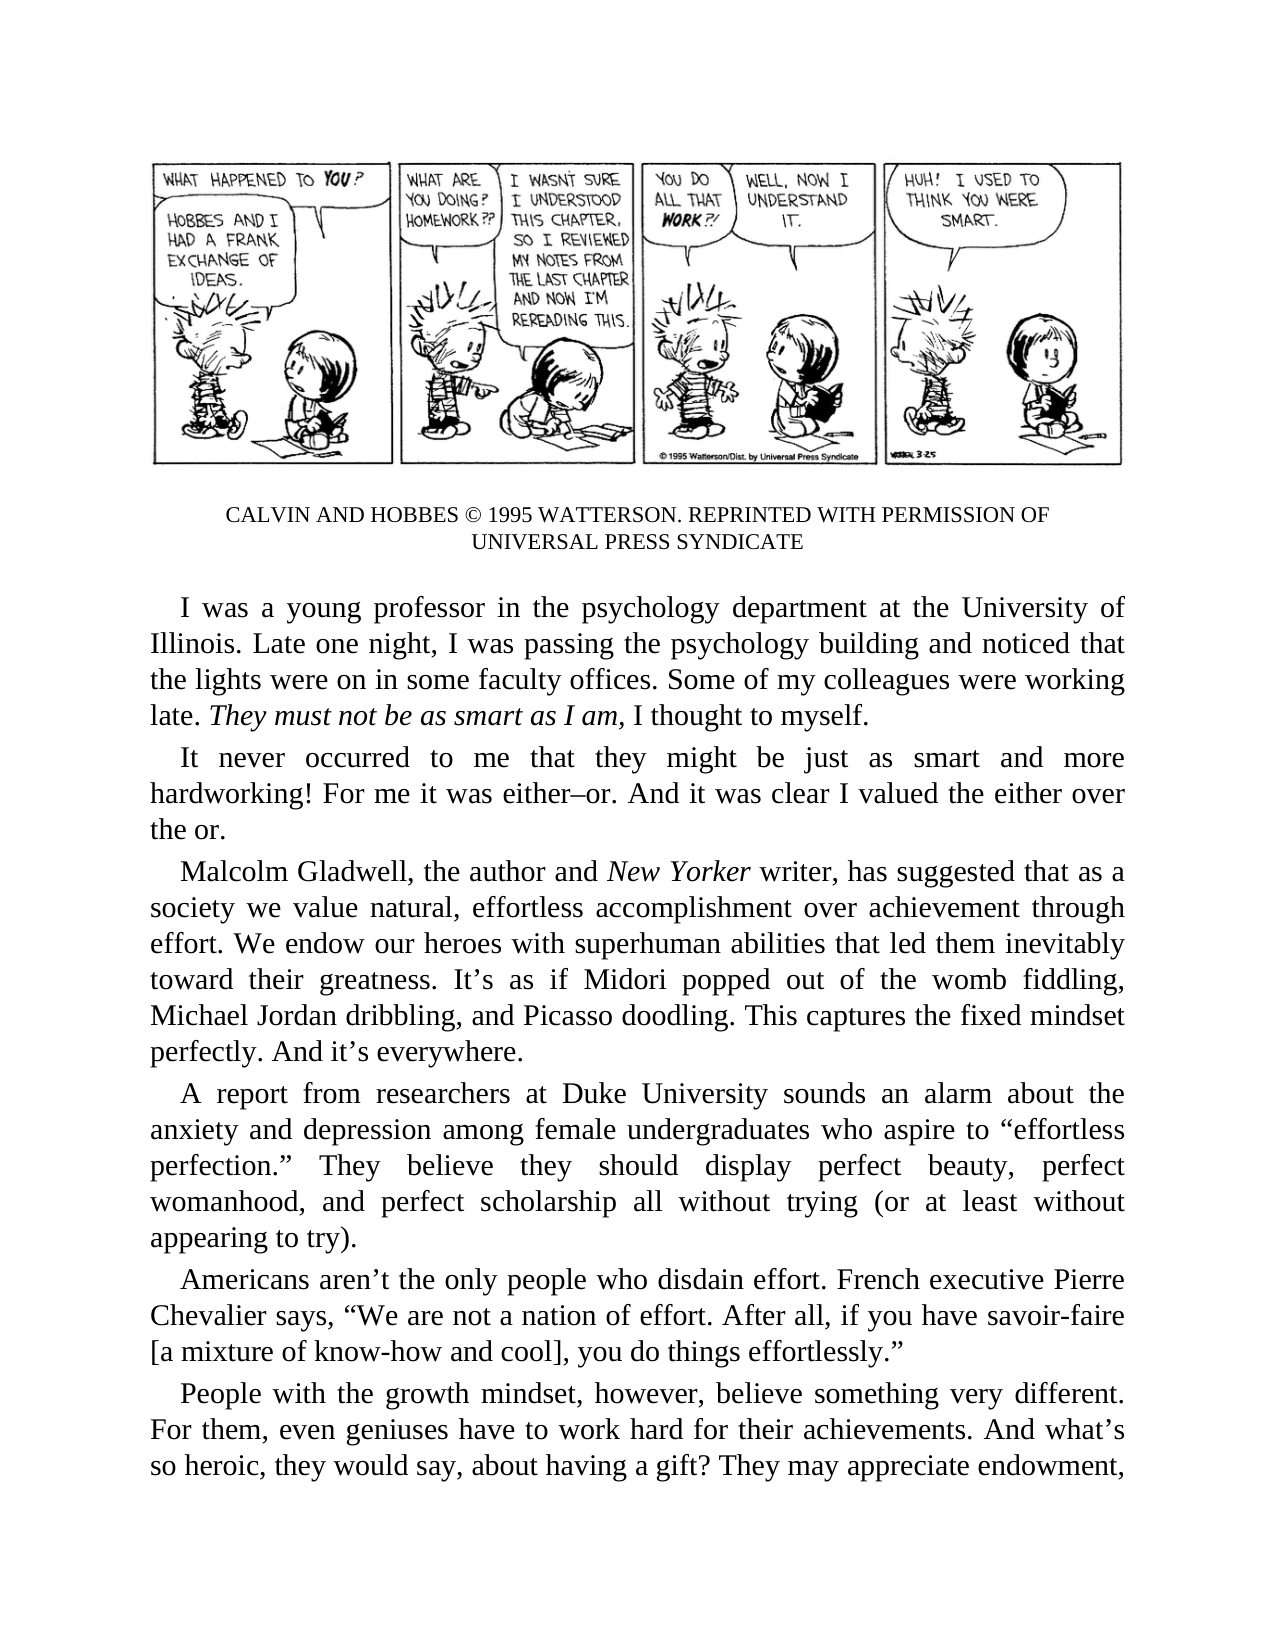 WHAT HAPPENED TO YOU?
HOBBES AND I
HAD A FRANK
EXCHANGE OF
IDEAS.
WHAT ARE
YOU DOING?
HOMEWORK??
I WASN'T SURE
I UNDERSTOOD
THIS CHAPTER,
SO I REVIEWED
MY NOTES FROM
THE LAST CHAPTER
AND NOW I'M
REREADING THIS.
YOU DO
ALL THAT
WORK?!
WELL, NOW I
UNDERSTAND
IT.
© 1995 Watterson/Dist. by Universal Press Syndicate
HUH! I USED TO
THINK YOU WERE
SMART.
3-25
CALVIN AND HOBBES © 1995 WATTERSON. REPRINTED WITH PERMISSION OF
UNIVERSAL PRESS SYNDICATE
I was a young professor in the psychology department at the University of
Illinois. Late one night, I was passing the psychology building and noticed that
the lights were on in some faculty offices. Some of my colleagues were working
late. They must not be as smart as I am, I thought to myself.
It never occurred to me that they might be just as smart and more
hardworking! For me it was either–or. And it was clear I valued the either over
the or.
Malcolm Gladwell, the author and New Yorker writer, has suggested that as a
society we value natural, effortless accomplishment over achievement through
effort. We endow our heroes with superhuman abilities that led them inevitably
toward their greatness. It’s as if Midori popped out of the womb fiddling,
Michael Jordan dribbling, and Picasso doodling. This captures the fixed mindset
perfectly. And it’s everywhere.
A report from researchers at Duke University sounds an alarm about the
anxiety and depression among female undergraduates who aspire to “effortless
perfection.” They believe they should display perfect beauty, perfect
womanhood, and perfect scholarship all without trying (or at least without
appearing to try).
Americans aren’t the only people who disdain effort. French executive Pierre
Chevalier says, “We are not a nation of effort. After all, if you have savoir-faire
[a mixture of know-how and cool], you do things effortlessly.”
People with the growth mindset, however, believe something very different.
For them, even geniuses have to work hard for their achievements. And what’s
so heroic, they would say, about having a gift? They may appreciate endowment,